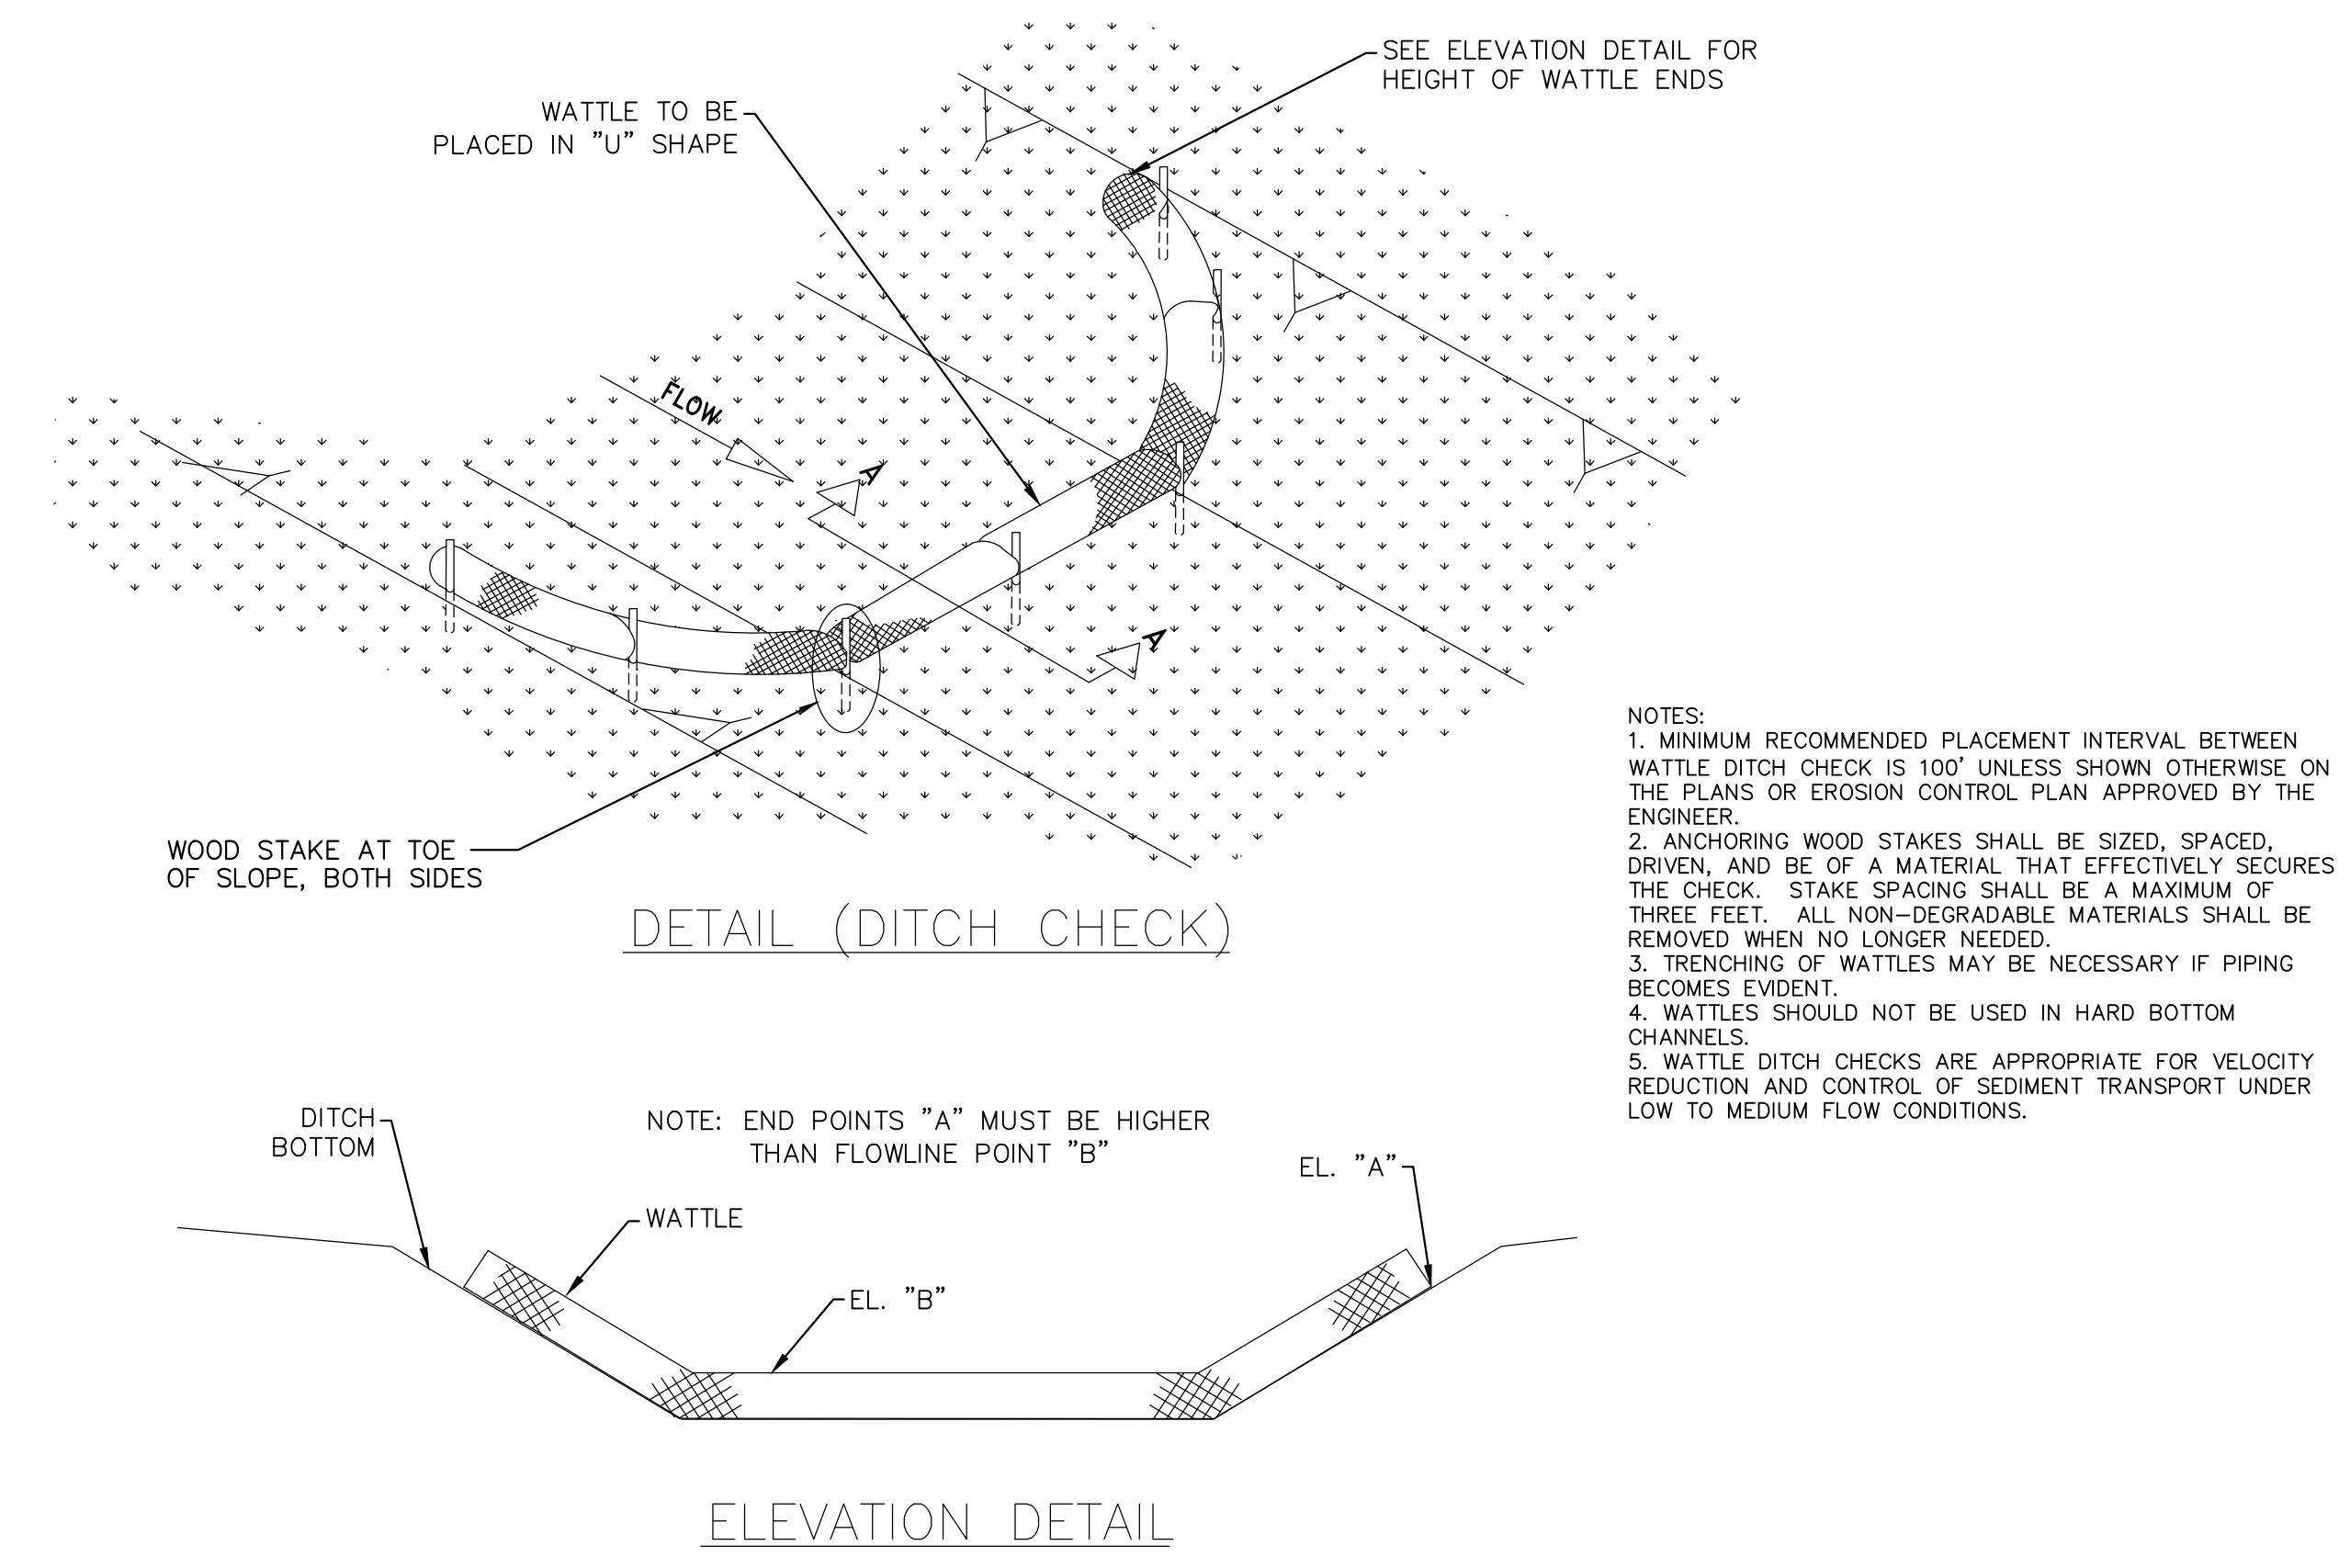 SEE ELEVATION DETAIL FOR
HEIGHT OF WATTLE ENDS
WATTLE TO BE
PLACED IN "U" SHAPE
FLOW
A
A
WOOD STAKE AT TOE
OF SLOPE, BOTH SIDES
DETAIL (DITCH CHECK)
NOTES:
1. MINIMUM RECOMMENDED PLACEMENT INTERVAL BETWEEN
WATTLE DITCH CHECK IS 100' UNLESS SHOWN OTHERWISE ON
THE PLANS OR EROSION CONTROL PLAN APPROVED BY THE
ENGINEER.
2. ANCHORING WOOD STAKES SHALL BE SIZED, SPACED,
DRIVEN, AND BE OF A MATERIAL THAT EFFECTIVELY SECURES
THE CHECK. STAKE SPACING SHALL BE A MAXIMUM OF
THREE FEET. ALL NON-DEGRADABLE MATERIALS SHALL BE
REMOVED WHEN NO LONGER NEEDED.
3. TRENCHING OF WATTLES MAY BE NECESSARY IF PIPING
BECOMES EVIDENT.
4. WATTLES SHOULD NOT BE USED IN HARD BOTTOM
CHANNELS.
5. WATTLE DITCH CHECKS ARE APPROPRIATE FOR VELOCITY
REDUCTION AND CONTROL OF SEDIMENT TRANSPORT UNDER
LOW TO MEDIUM FLOW CONDITIONS.
DITCH
BOTTOM
NOTE: END POINTS "A" MUST BE HIGHER
THAN FLOWLINE POINT "B"
EL. "A"
WATTLE
EL. "B"
ELEVATION DETAIL